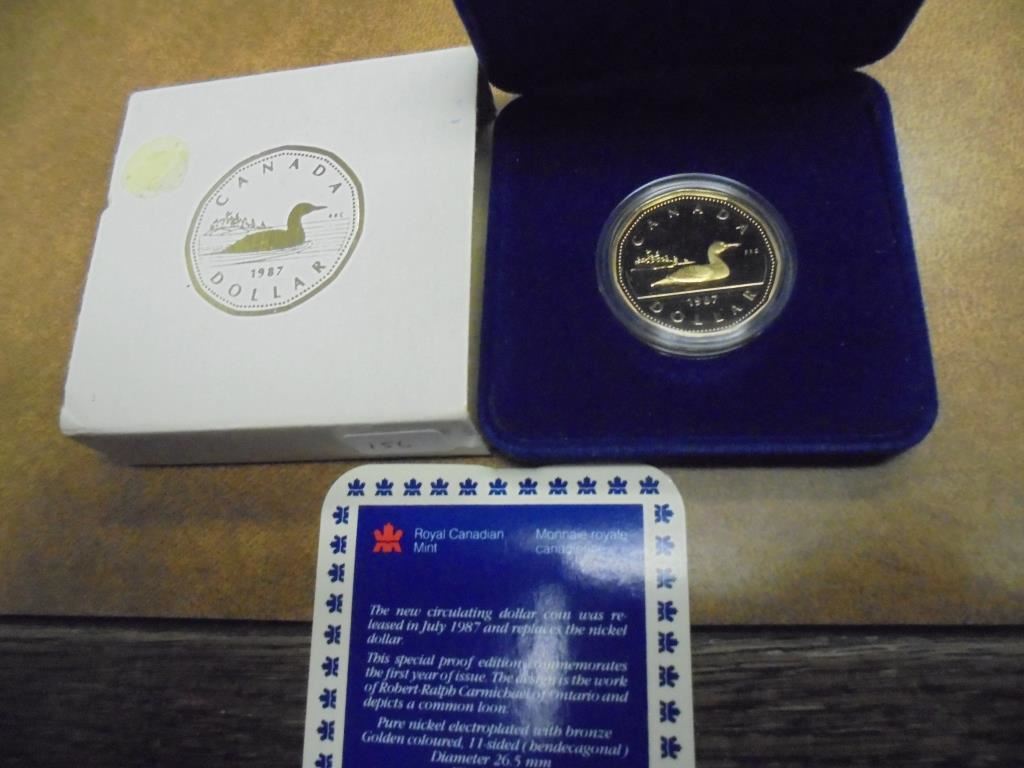 CANADA
RRC
1987
DOLLAR
156
CANADA
RRC
1987
DOLLAR
Royal Canadian
Mint
Monnaie royale
The new circulating dollar coin was re-
leased in July 1987 and replaces the nickel
dollar.
This special proof edition commemorates
the first year of issue. The design is the work
of Robert-Ralph Carmichael of Ontario and
depicts a common loon.
Pure nickel electroplated with bronze
Golden coloured, 11-sided (hendecagonal)
Diameter 26.5 mm